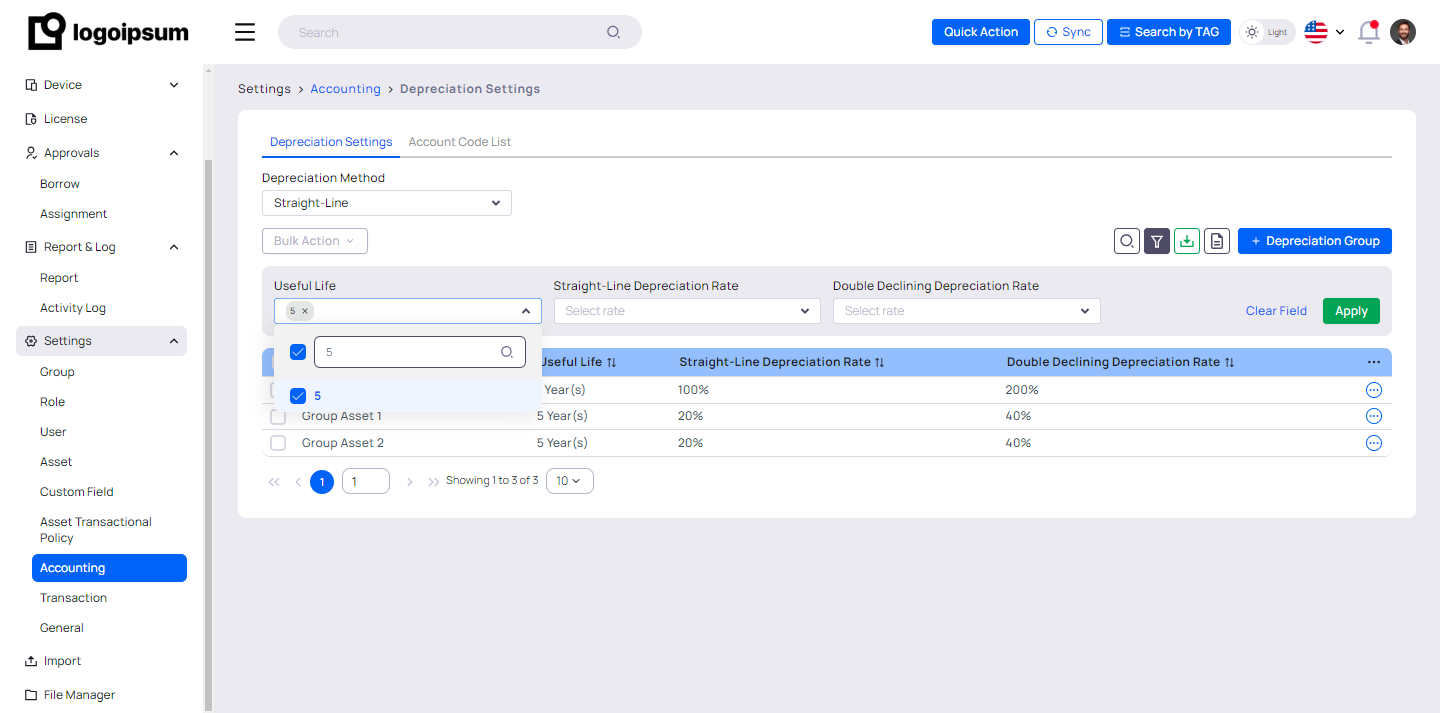 logoipsum
Search
Quick Action
Sync
Search by TAG
Light
Device
License
Approvals
Borrow
Assignment
Report & Log
Report
Activity Log
Settings
Group
Role
User
Asset
Custom Field
Asset Transactional
Policy
Accounting
Transaction
General
Import
File Manager
Settings > Accounting > Depreciation Settings
Depreciation Settings
Account Code List
Depreciation Method
Straight-Line
Bulk Action
+ Depreciation Group
Useful Life
Straight-Line Depreciation Rate
Double Declining Depreciation Rate
5 ×
Select rate
Select rate
Clear Field
Apply
5
5
Useful Life
Straight-Line Depreciation Rate
Double Declining Depreciation Rate
Year(s)
100%
200%
Group Asset 1
5 Year(s)
20%
40%
Group Asset 2
5 Year(s)
20%
40%
1
1
Showing 1 to 3 of 3
10